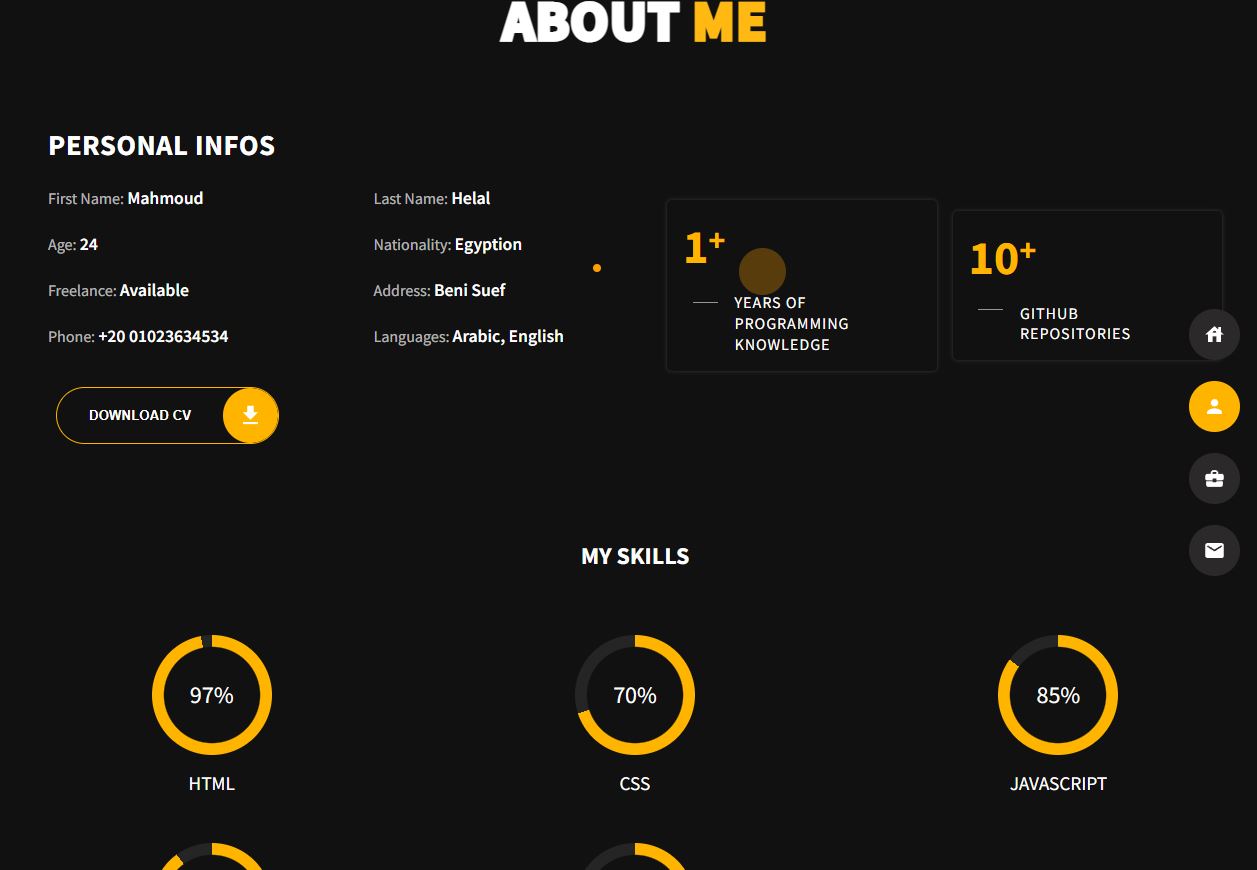 ABOUT ME
PERSONAL INFOS
First Name: Mahmoud
Last Name: Helal
Age: 24
Nationality: Egyption
Freelance: Available
Address: Beni Suef
Phone: +20 01023634534
Languages: Arabic, English
DOWNLOAD CV
1+
YEARS OF
PROGRAMMING
KNOWLEDGE
10+
GITHUB
REPOSITORIES
MY SKILLS
97%
HTML
70%
CSS
85%
JAVASCRIPT